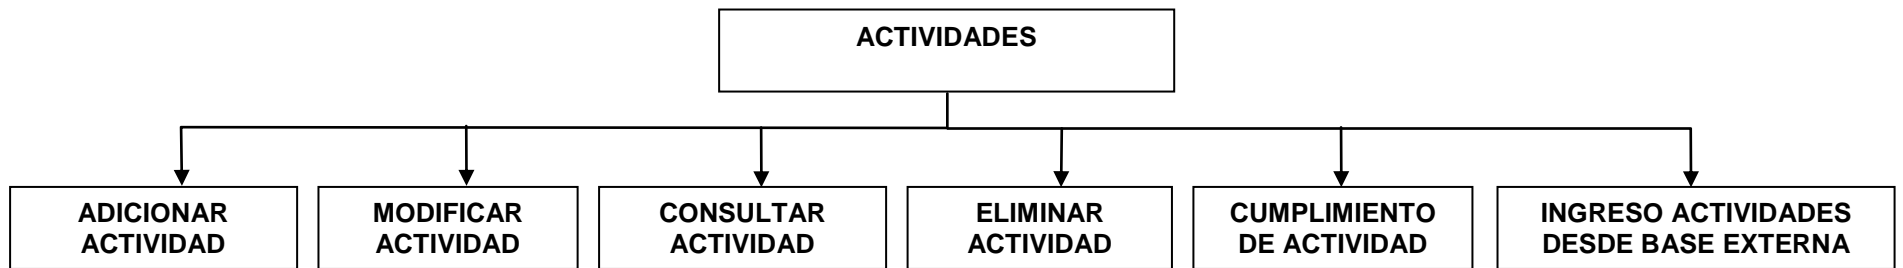 ACTIVIDADES
ADICIONAR
ACTIVIDAD
MODIFICAR
ACTIVIDAD
CONSULTAR
ACTIVIDAD
ELIMINAR
ACTIVIDAD
CUMPLIMIENTO
DE ACTIVIDAD
INGRESO ACTIVIDADES
DESDE BASE EXTERNA